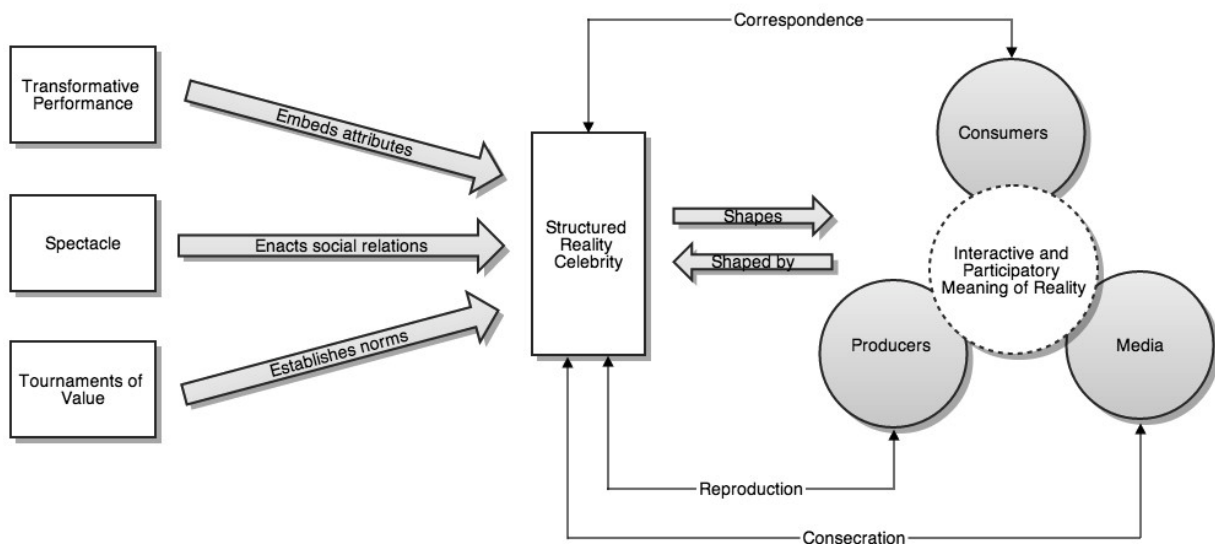 Correspondence
Transformative
Performance
Embeds attributes
Consumers
Spectacle
Enacts social relations
Structured
Reality
Celebrity
Shapes
Shaped by
Interactive and
Participatory
Meaning of Reality
Tournaments of
Value
Establishes norms
Producers
Media
Reproduction
Consecration